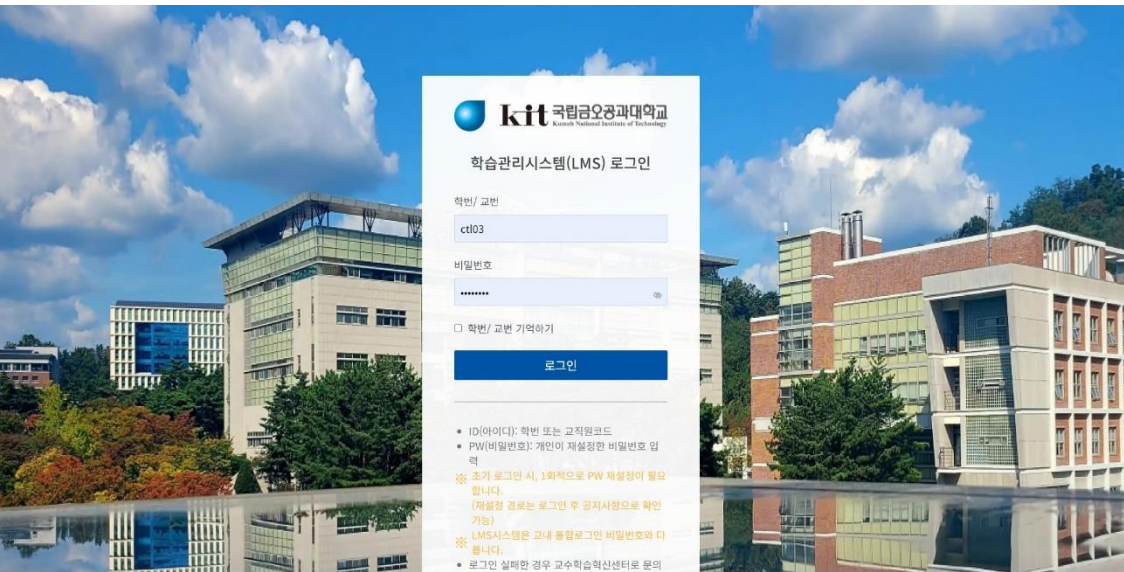 kit 국립금오공과대학교
Kumoh National Institute of Technology
학습관리시스템(LMS) 로그인
학번/ 교번
ctl03
비밀번호
••••••••
학번/ 교번 기억하기
로그인
• ID(아이디): 학번 또는 교직원코드
• PW(비밀번호): 개인이 재설정한 비밀번호 입
력
※ 초기 로그인 시, 1회적으로 PW 재설정이 필요
합니다.
(재설정 경로는 로그인 후 공지사항으로 확인
가능)
※ LMS시스템은 교내 통합로그인 비밀번호와 다
릅니다.
• 로그인 실패한 경우 교수학습혁신센터로 문의